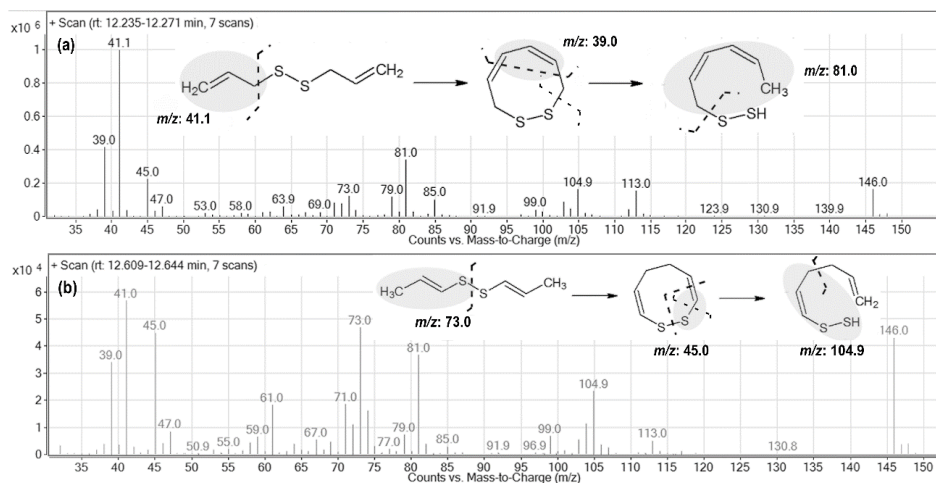 + Scan (rt: 12.235-12.271 min, 7 scans)
x10 6
(a)
41.1
1
0.8
0.6
0.4
0.2
0
H₂C
S
S
CH₂
m/z: 41.1
m/z: 39.0
S S
CH₃
S SH
m/z: 81.0
39.0
45.0
47.0
53.0
58.0
63.9
69.0
73.0
79.0
81.0
85.0
91.9
99.0
104.9
113.0
123.9
130.9
139.9
146.0
35 40 45 50 55 60 65 70 75 80 85 90 95 100 105 110 115 120 125 130 135 140 145 150
Counts vs. Mass-to-Charge (m/z)
+ Scan (rt: 12.609-12.644 min, 7 scans)
x10 4
(b)
6
5
4
3
2
1
0
H₃C
S
S
CH₃
m/z: 73.0
S S
m/z: 45.0
CH₂
S SH
m/z: 104.9
39.0
41.0
45.0
47.0
50.9
55.0
59.0
61.0
67.0
71.0
73.0
77.0
79.0
81.0
85.0
91.9
96.9
99.0
104.9
113.0
130.8
146.0
35 40 45 50 55 60 65 70 75 80 85 90 95 100 105 110 115 120 125 130 135 140 145 150
Counts vs. Mass-to-Charge (m/z)